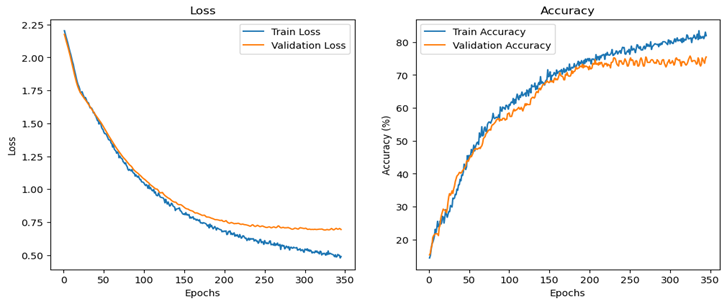 Loss
2.25
2.00
1.75
1.50
1.25
1.00
0.75
0.50
Loss
Train Loss
Validation Loss
0 50 100 150 200 250 300 350
Epochs
Accuracy
80
70
60
50
40
30
20
Accuracy (%)
Train Accuracy
Validation Accuracy
0 50 100 150 200 250 300 350
Epochs